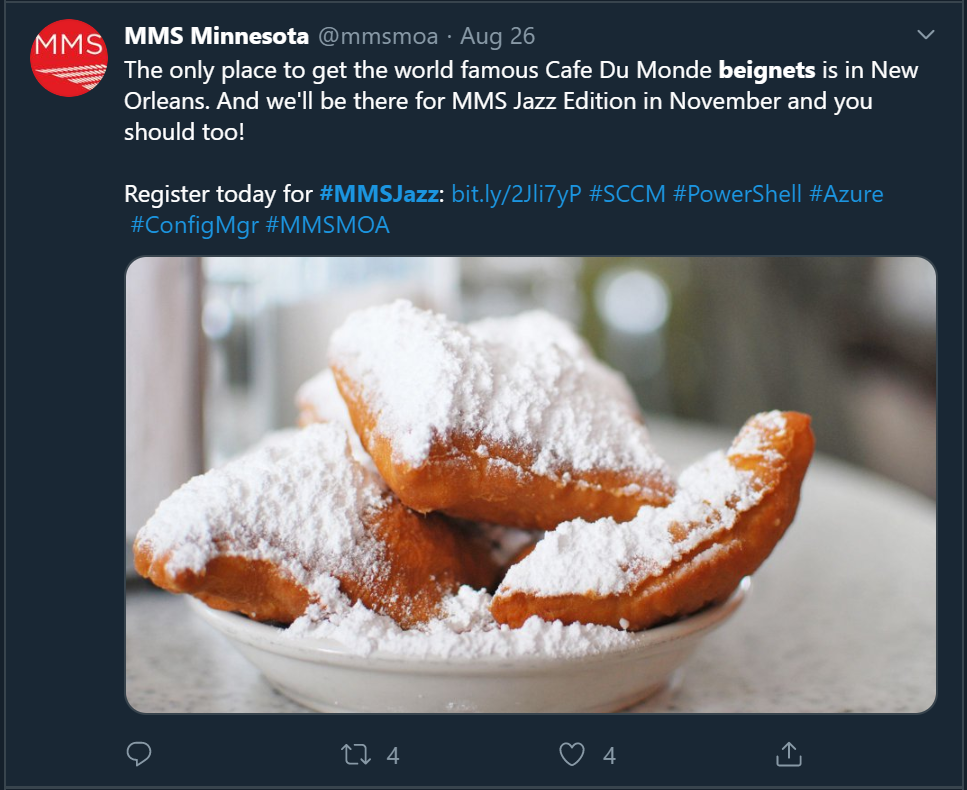 MMS
MMS Minnesota @mmsmoa · Aug 26
The only place to get the world famous Cafe Du Monde beignets is in New
Orleans. And we'll be there for MMS Jazz Edition in November and you
should too!
Register today for #MMSJazz: bit.ly/2Jli7yP #SCCM #PowerShell #Azure
#ConfigMgr #MMSMOA
4
4